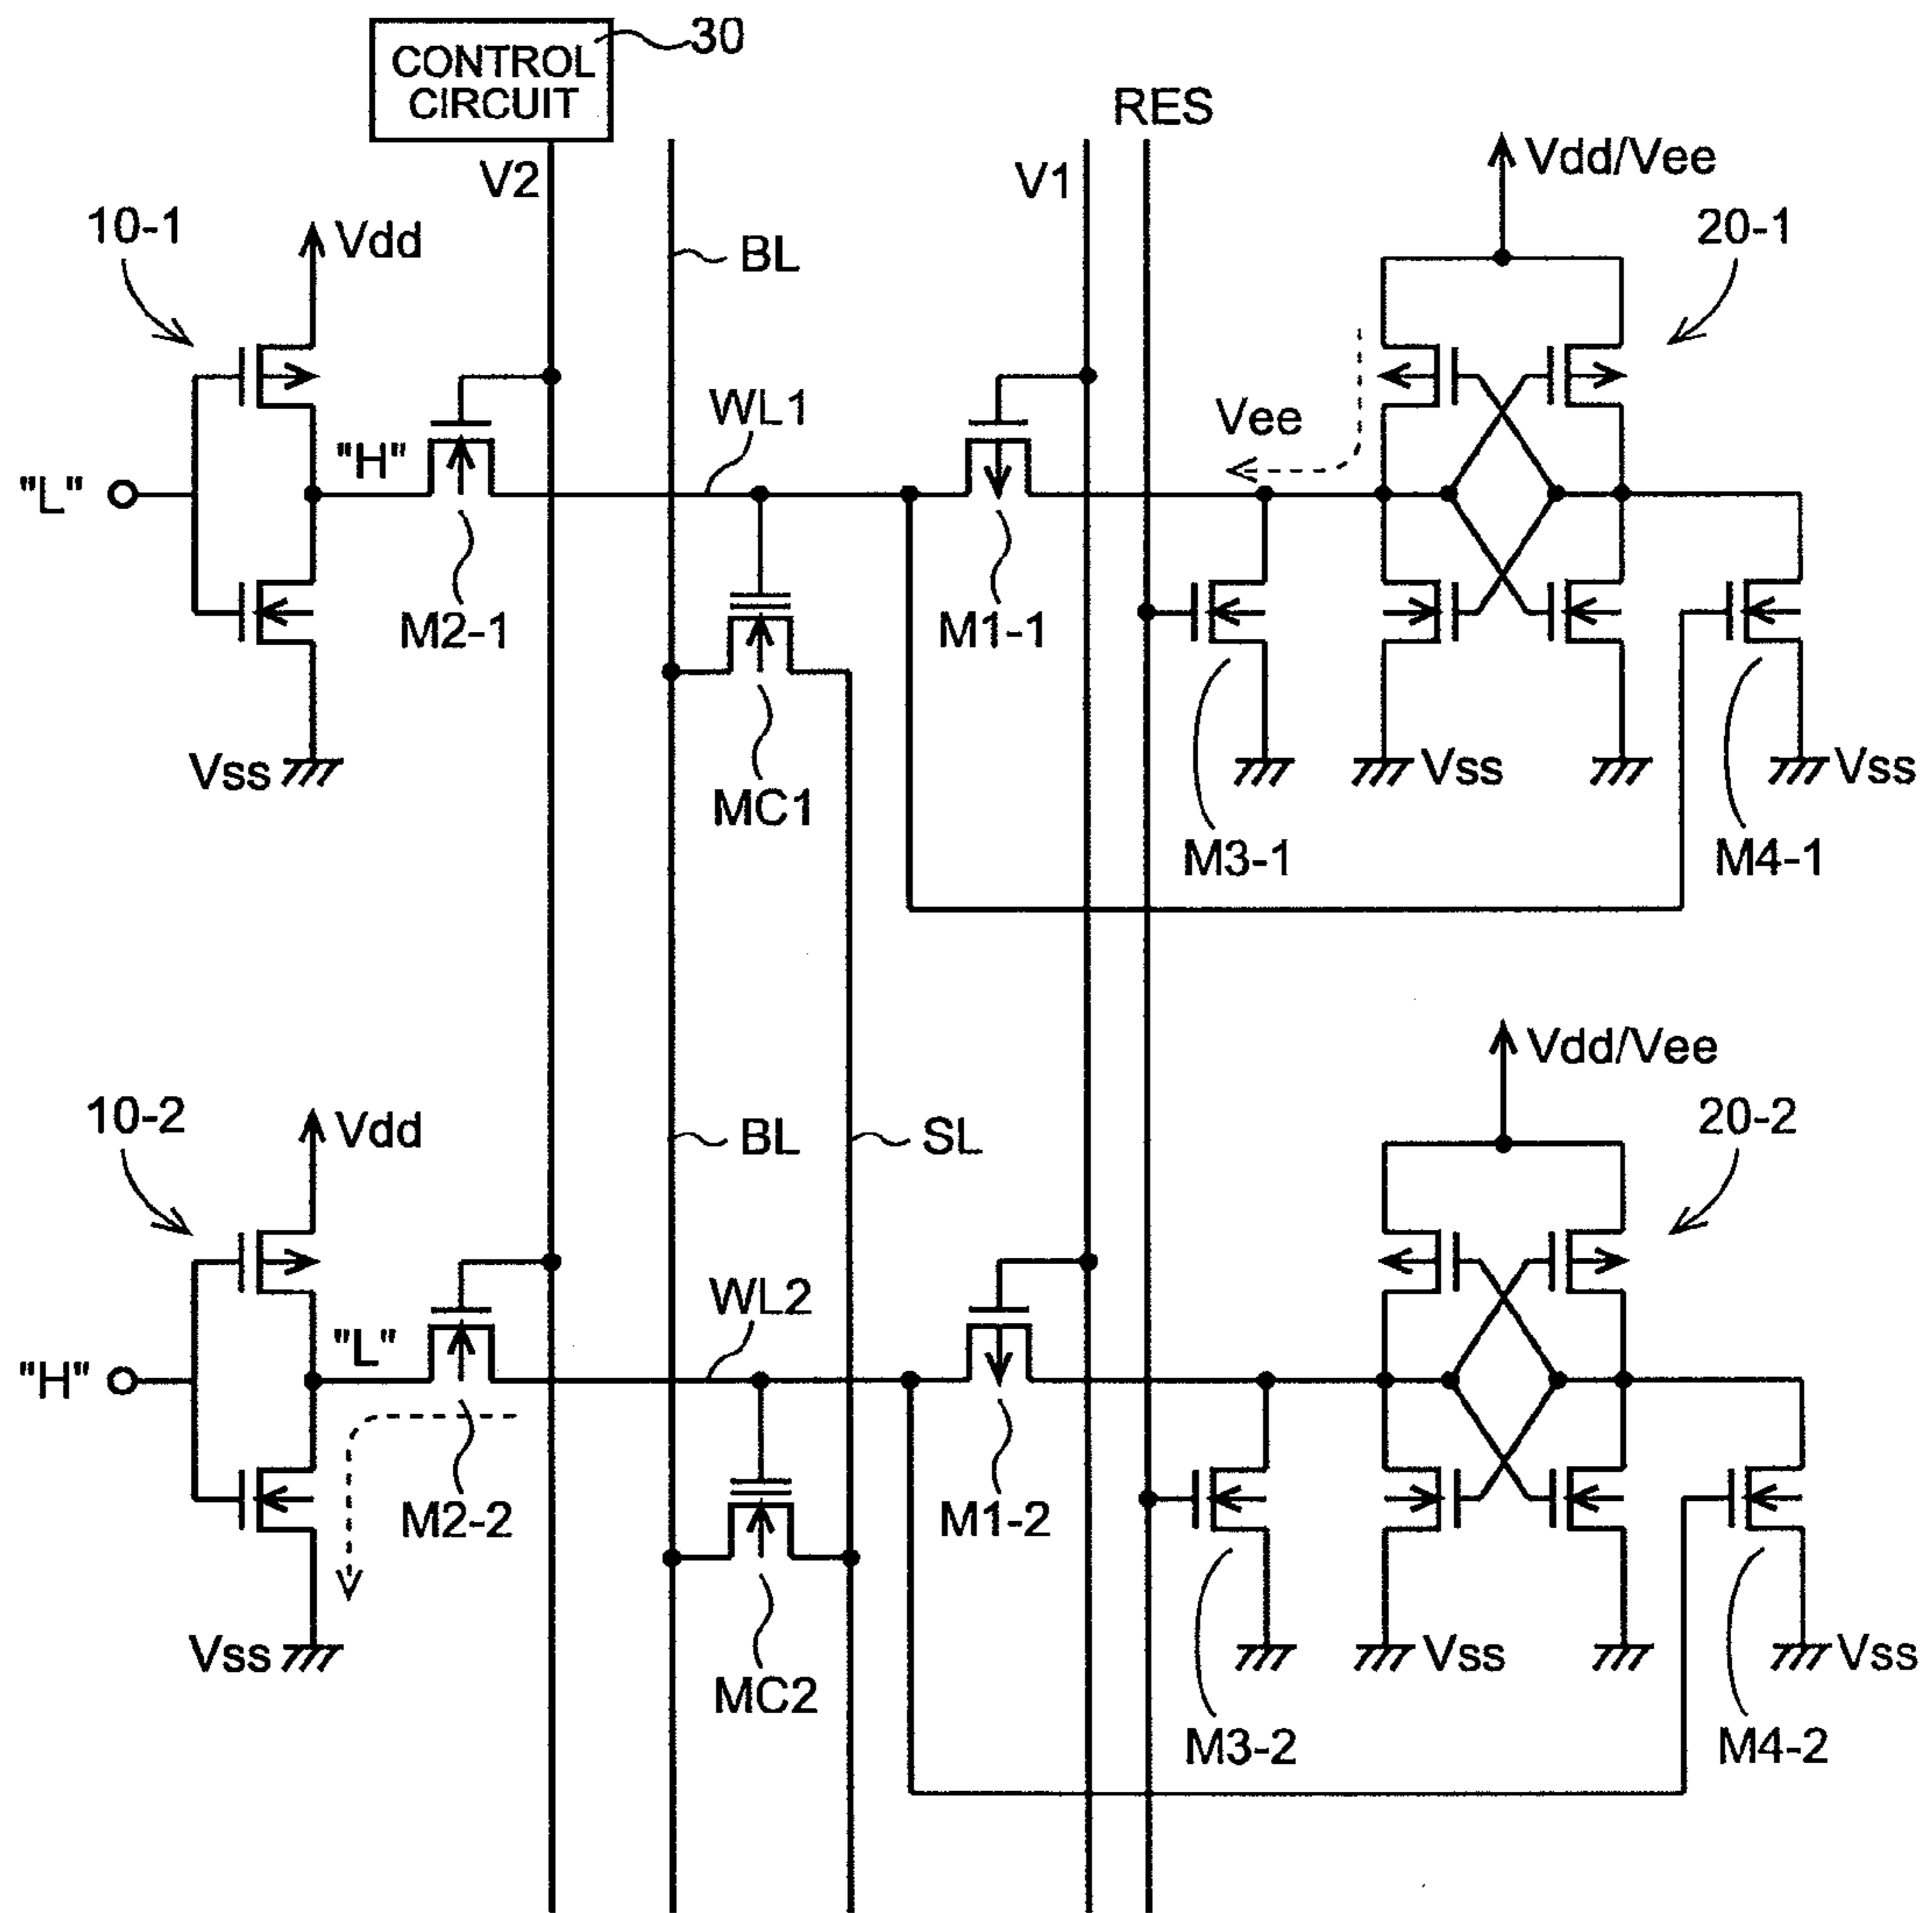 CONTROL
CIRCUIT
30
RES
V2
V1
Vdd/Vee
10-1
Vdd
BL
20-1
WL1
Vee
"H"
"L"
M2-1
M1-1
Vss
MC1
Vss
Vss
M3-1
M4-1
Vdd/Vee
10-2
Vdd
BL
SL
20-2
WL2
"L"
"H"
M2-2
M1-2
Vss
MC2
Vss
Vss
M3-2
M4-2